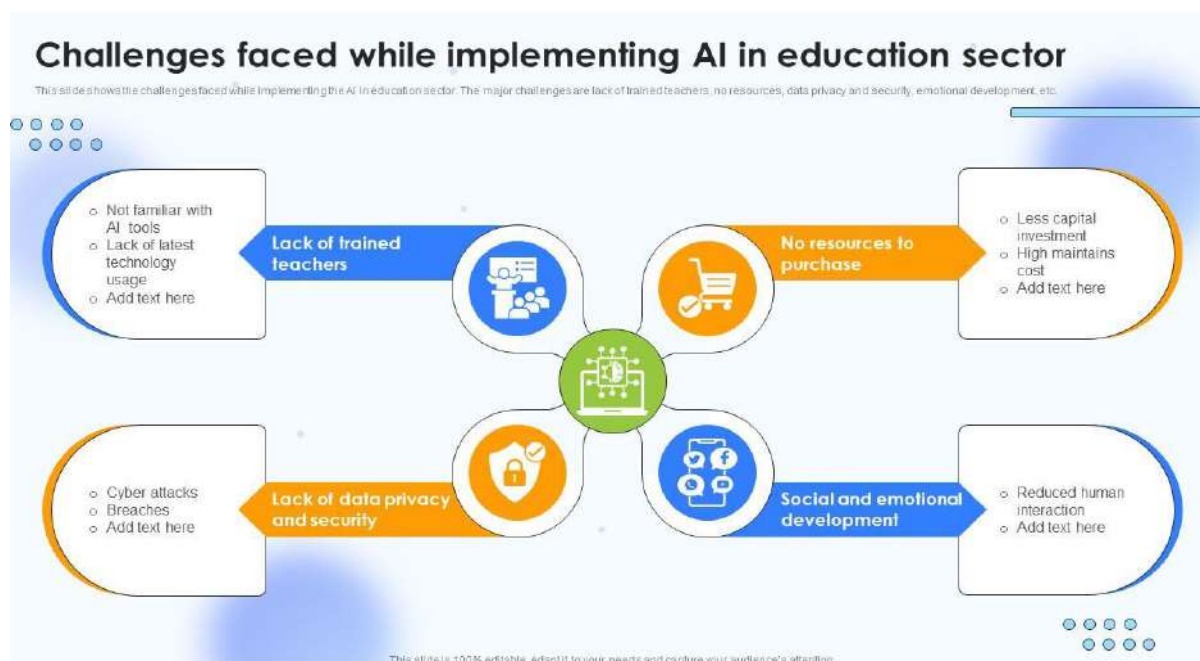 Challenges faced while implementing AI in education sector
This slide shows the challenges faced while implementing the AI in education sector. The major challenges are lack of trained teachers, no resources, data privacy and security, emotional development, etc.
Not familiar with
AI tools
Lack of latest
technology
usage
Add text here
Lack of trained
teachers
No resources to
purchase
Less capital
investment
High maintains
cost
Add text here
Cyber attacks
Breaches
Add text here
Lack of data privacy
and security
Social and emotional
development
Reduced human
interaction
Add text here
This slide is 100% editable, adapt it to your needs and capture your audience's attention.